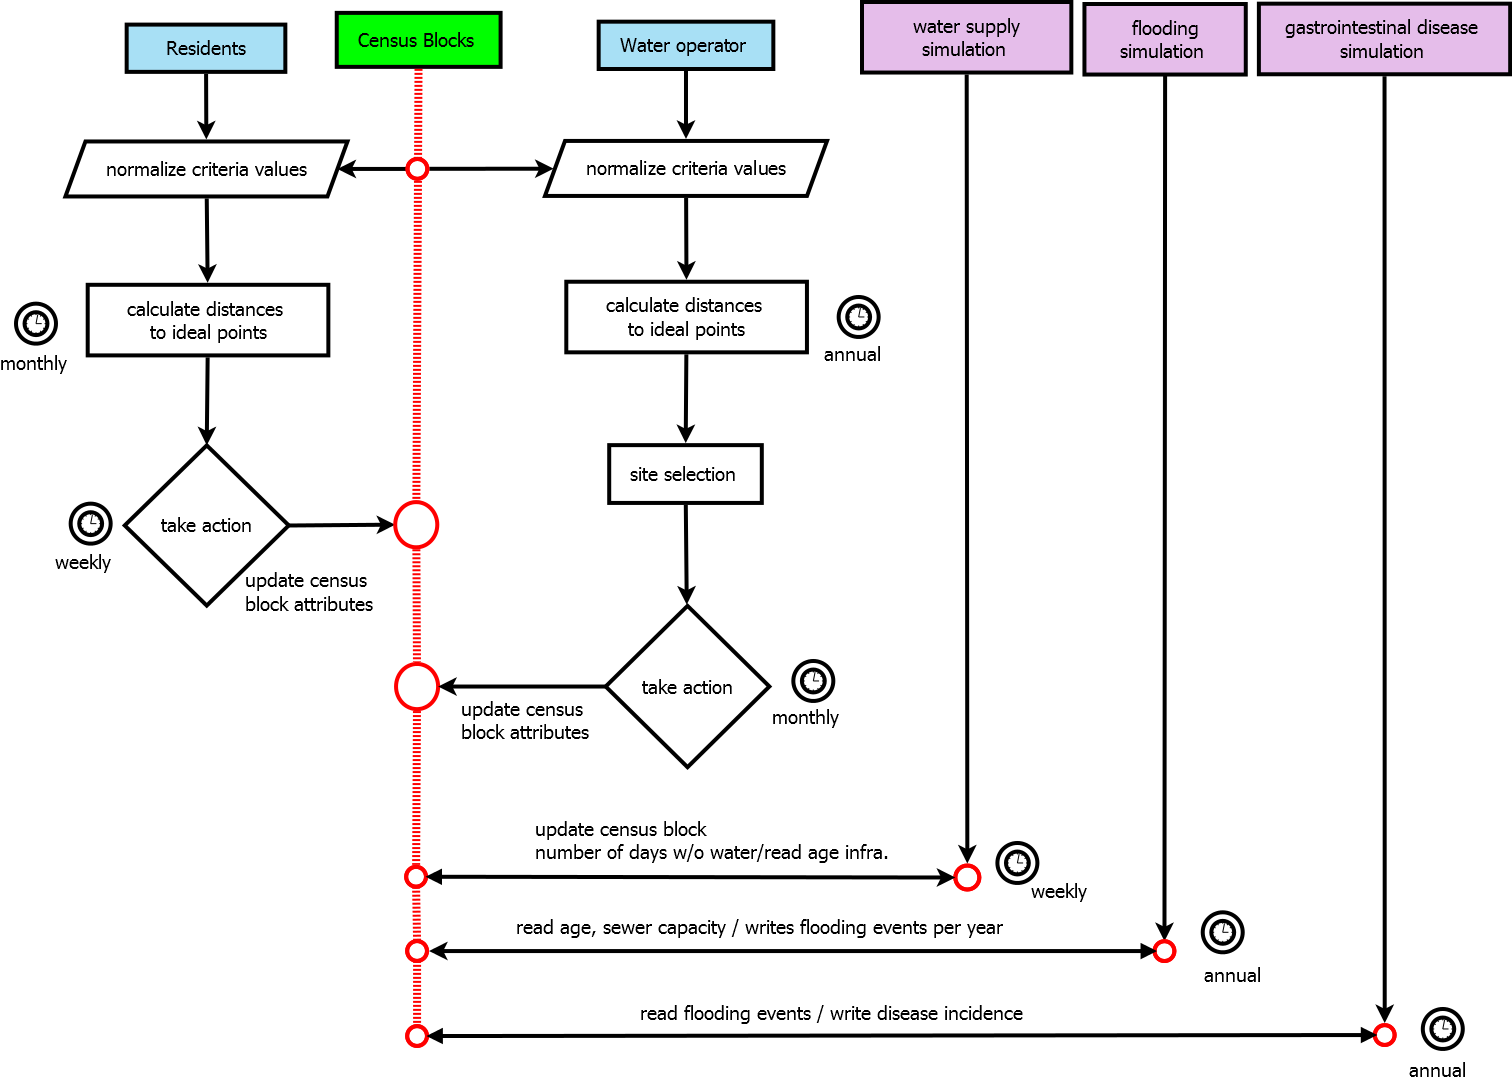 Residents
Census Blocks
Water operator
water supply
simulation
flooding
simulation
gastrointestinal disease
simulation
normalize criteria values
normalize criteria values
calculate distances
to ideal points
monthly
calculate distances
to ideal points
annual
site selection
take action
weekly
update census
block attributes
take action
monthly
update census
block attributes
update census block
number of days w/o water/read age infra.
weekly
read age, sewer capacity / writes flooding events per year
annual
read flooding events / write disease incidence
annual